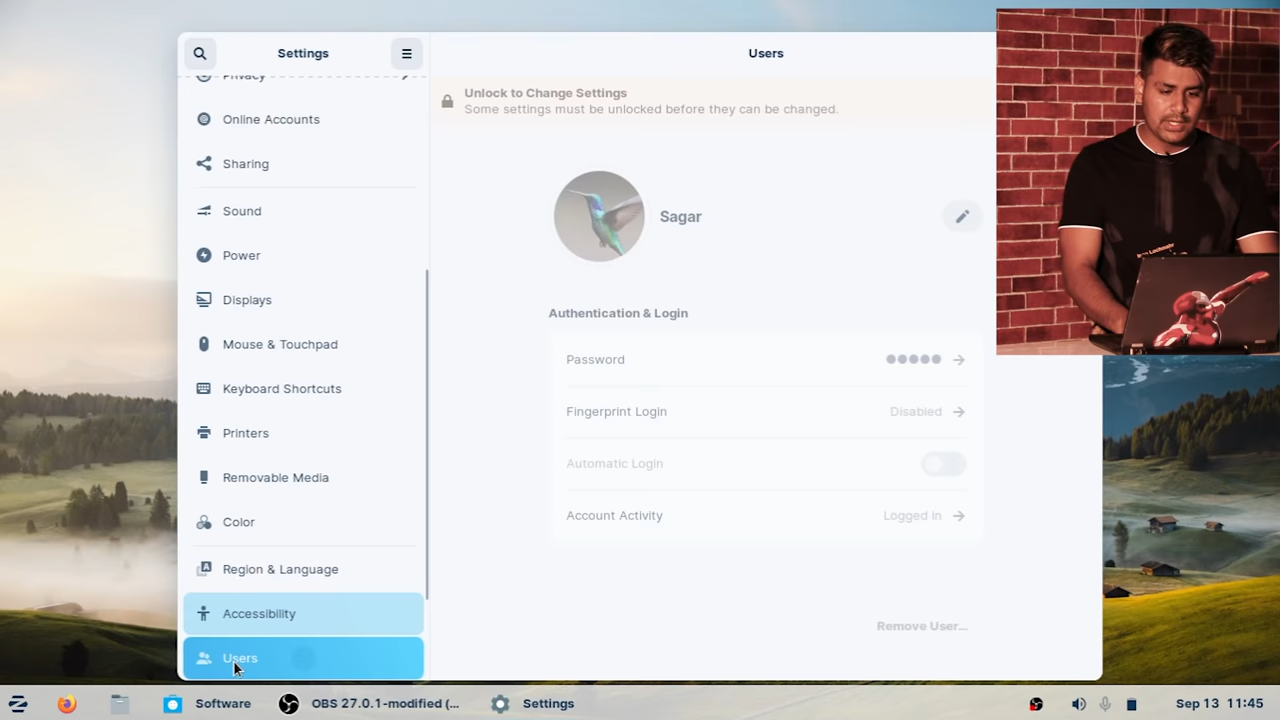 Settings
Users
Privacy
Online Accounts
Sharing
Sound
Power
Displays
Mouse & Touchpad
Keyboard Shortcuts
Printers
Removable Media
Color
Region & Language
Accessibility
Users
Unlock to Change Settings
Some settings must be unlocked before they can be changed.
Sagar
Authentication & Login
Password
Fingerprint Login Disabled
Automatic Login
Account Activity Logged in
Remove User...
Software
OBS 27.0.1-modified (...
Settings
Sep 13 11:45